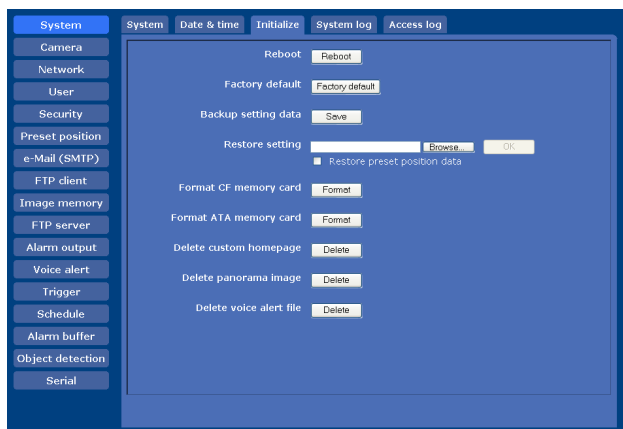 System
Camera
Network
User
Security
Preset position
e-Mail (SMTP)
FTP client
Image memory
FTP server
Alarm output
Voice alert
Trigger
Schedule
Alarm buffer
Object detection
Serial
System Date & time Initialize System log Access log
Reboot Reboot
Factory default Factory default
Backup setting data Save
Restore setting Browse... OK
Restore preset position data
Format CF memory card Format
Format ATA memory card Format
Delete custom homepage Delete
Delete panorama image Delete
Delete voice alert file Delete